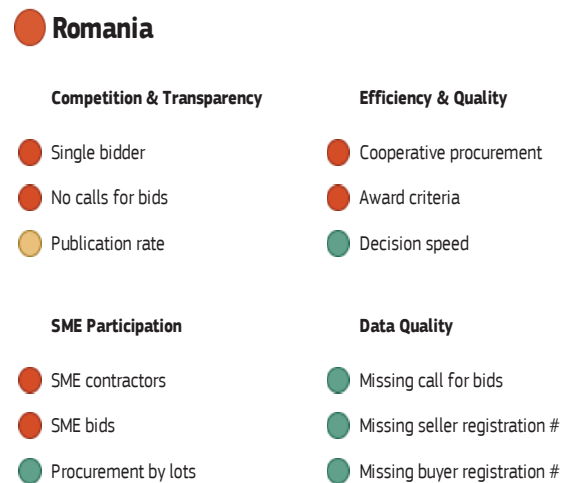 Romania
Competition & Transparency
Single bidder
No calls for bids
Publication rate
Efficiency & Quality
Cooperative procurement
Award criteria
Decision speed
SME Participation
SME contractors
SME bids
Procurement by lots
Data Quality
Missing call for bids
Missing seller registration #
Missing buyer registration #